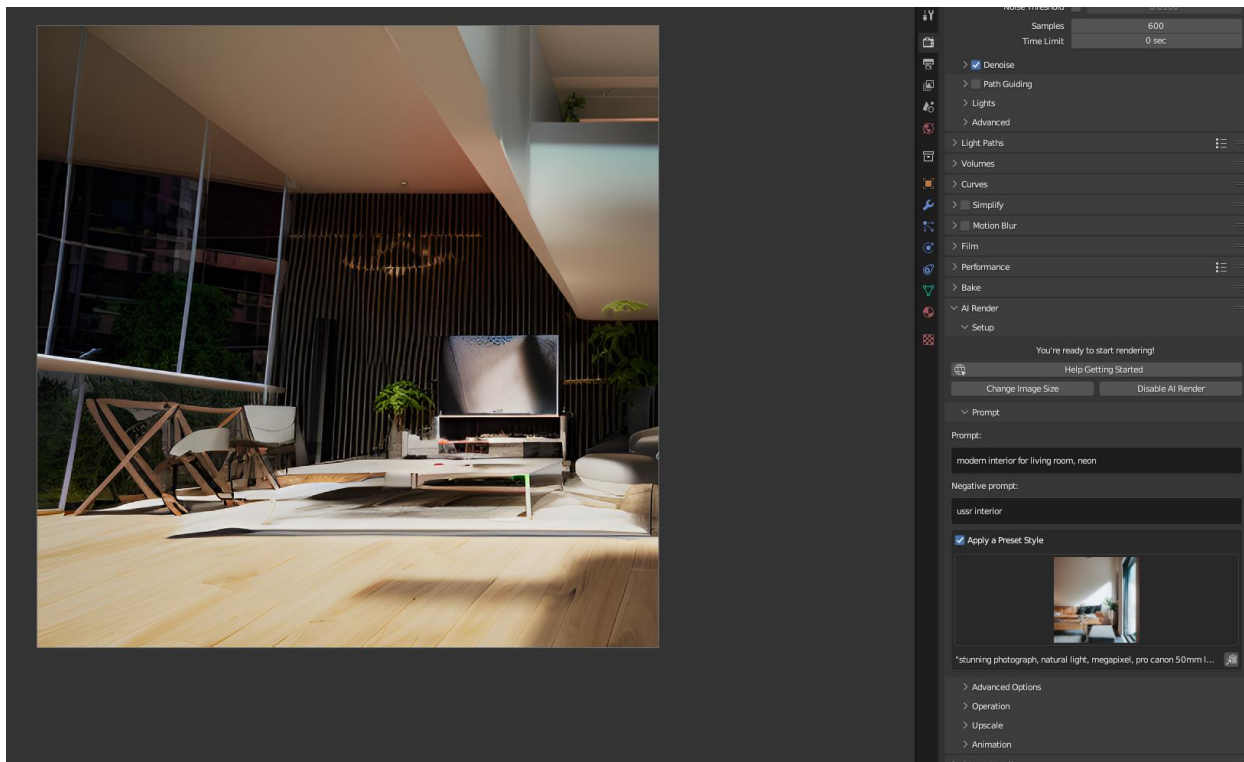 Noise Threshold
Samples 600
Time Limit 0 sec
Denoise
Path Guiding
Lights
Advanced
Light Paths
Volumes
Curves
Simplify
Motion Blur
Film
Performance
Bake
AI Render
Setup
You're ready to start rendering!
Help Getting Started
Change Image Size Disable AI Render
Prompt
Prompt:
modern interior for living room, neon
Negative prompt:
ussr interior
Apply a Preset Style
"stunning photograph, natural light, megapixel, pro canon 50mm l...
Advanced Options
Operation
Upscale
Animation